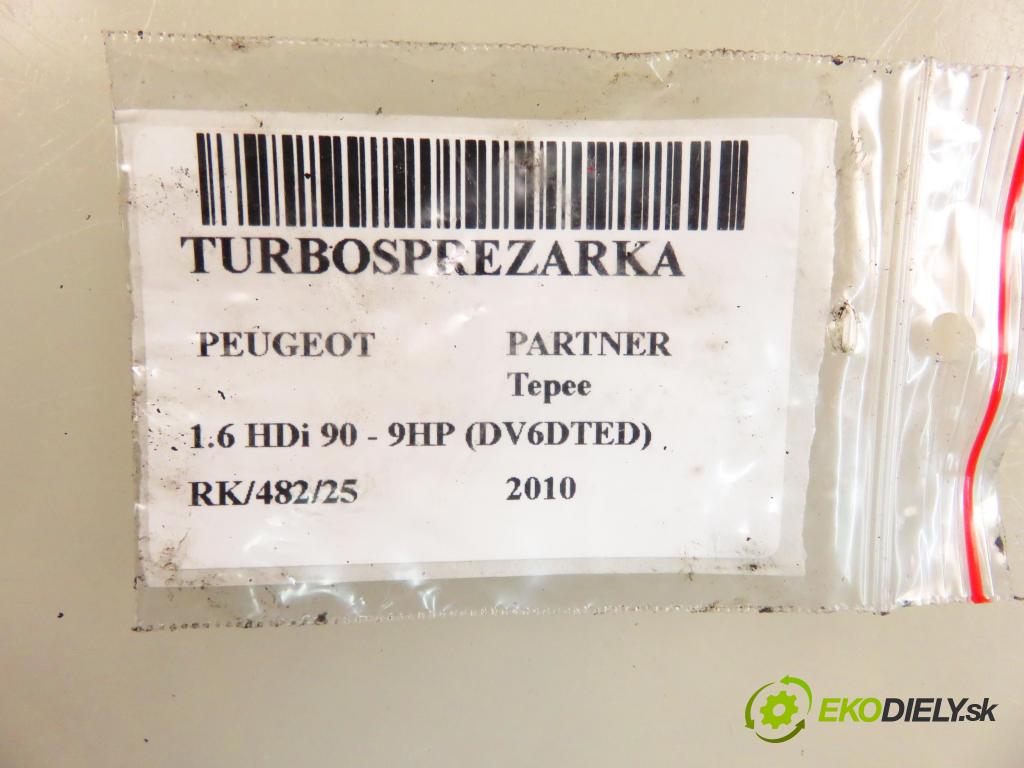 TURBOSPREZARKA
PEUGEOT PARTNER
Tepee
1.6 HDi 90 - 9HP (DV6DTED)
RK/482/25 2010
EKODIELY.sk